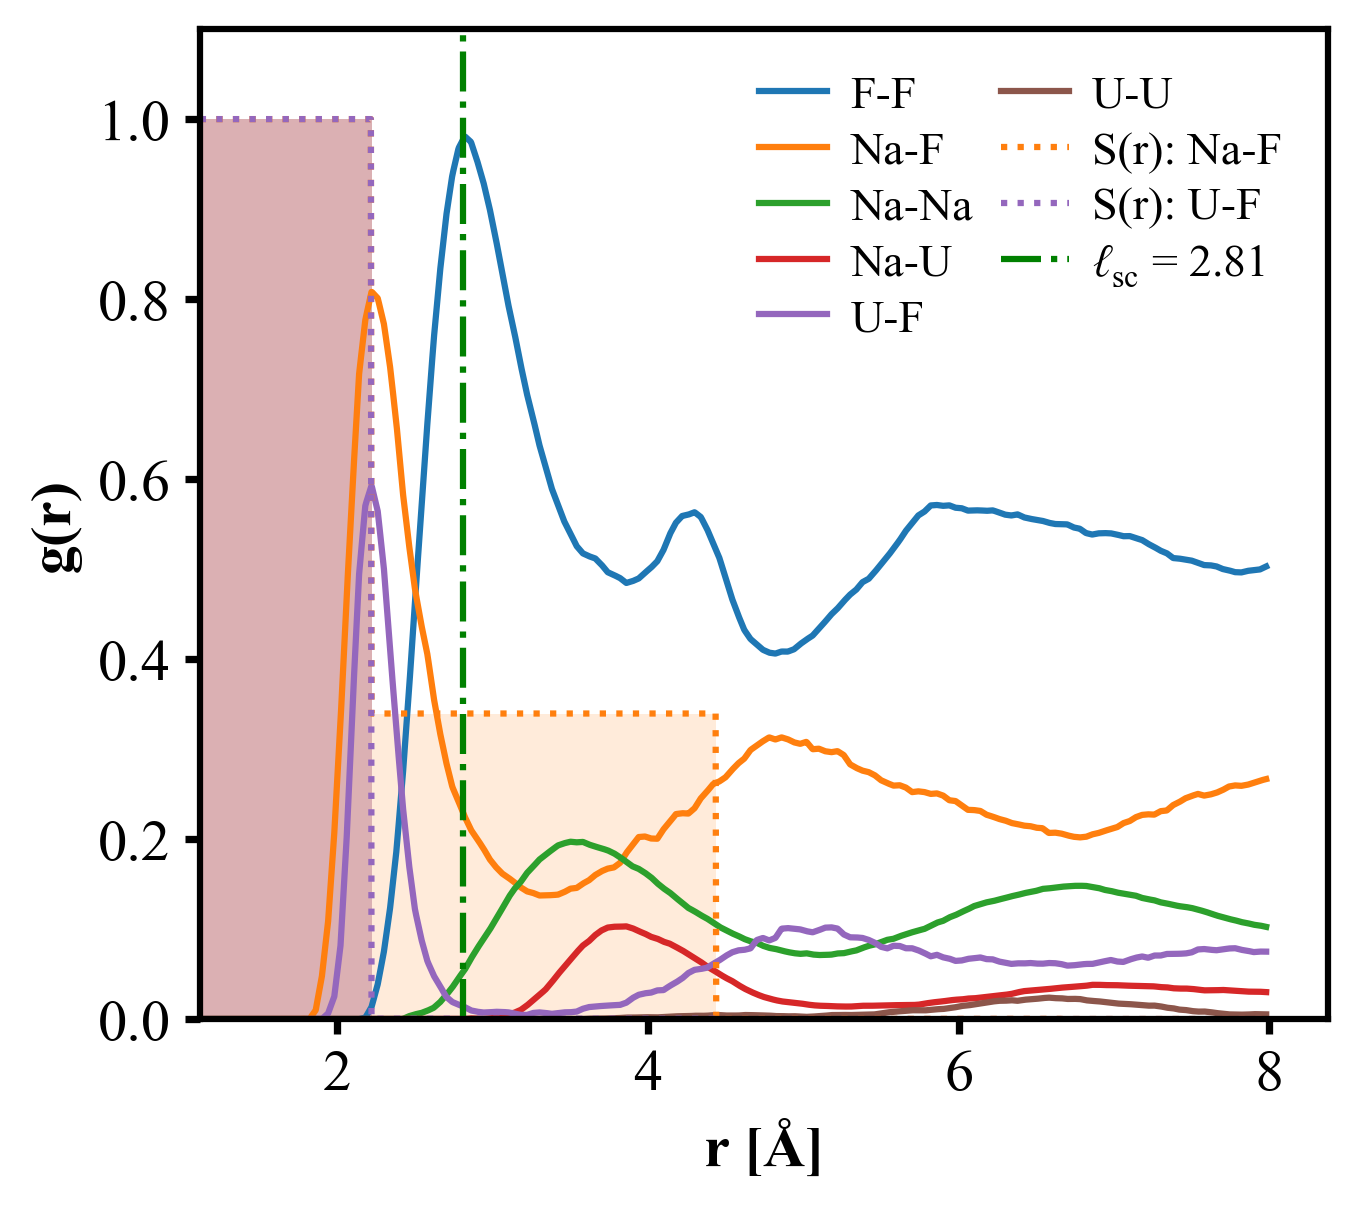 F-F
Na-F
Na-Na
Na-U
U-F
U-U
S(r): Na-F
S(r): U-F
ℓsc = 2.81
1.0
0.8
0.6
0.4
0.2
0.0
g(r)
2 4 6 8
r [Å]